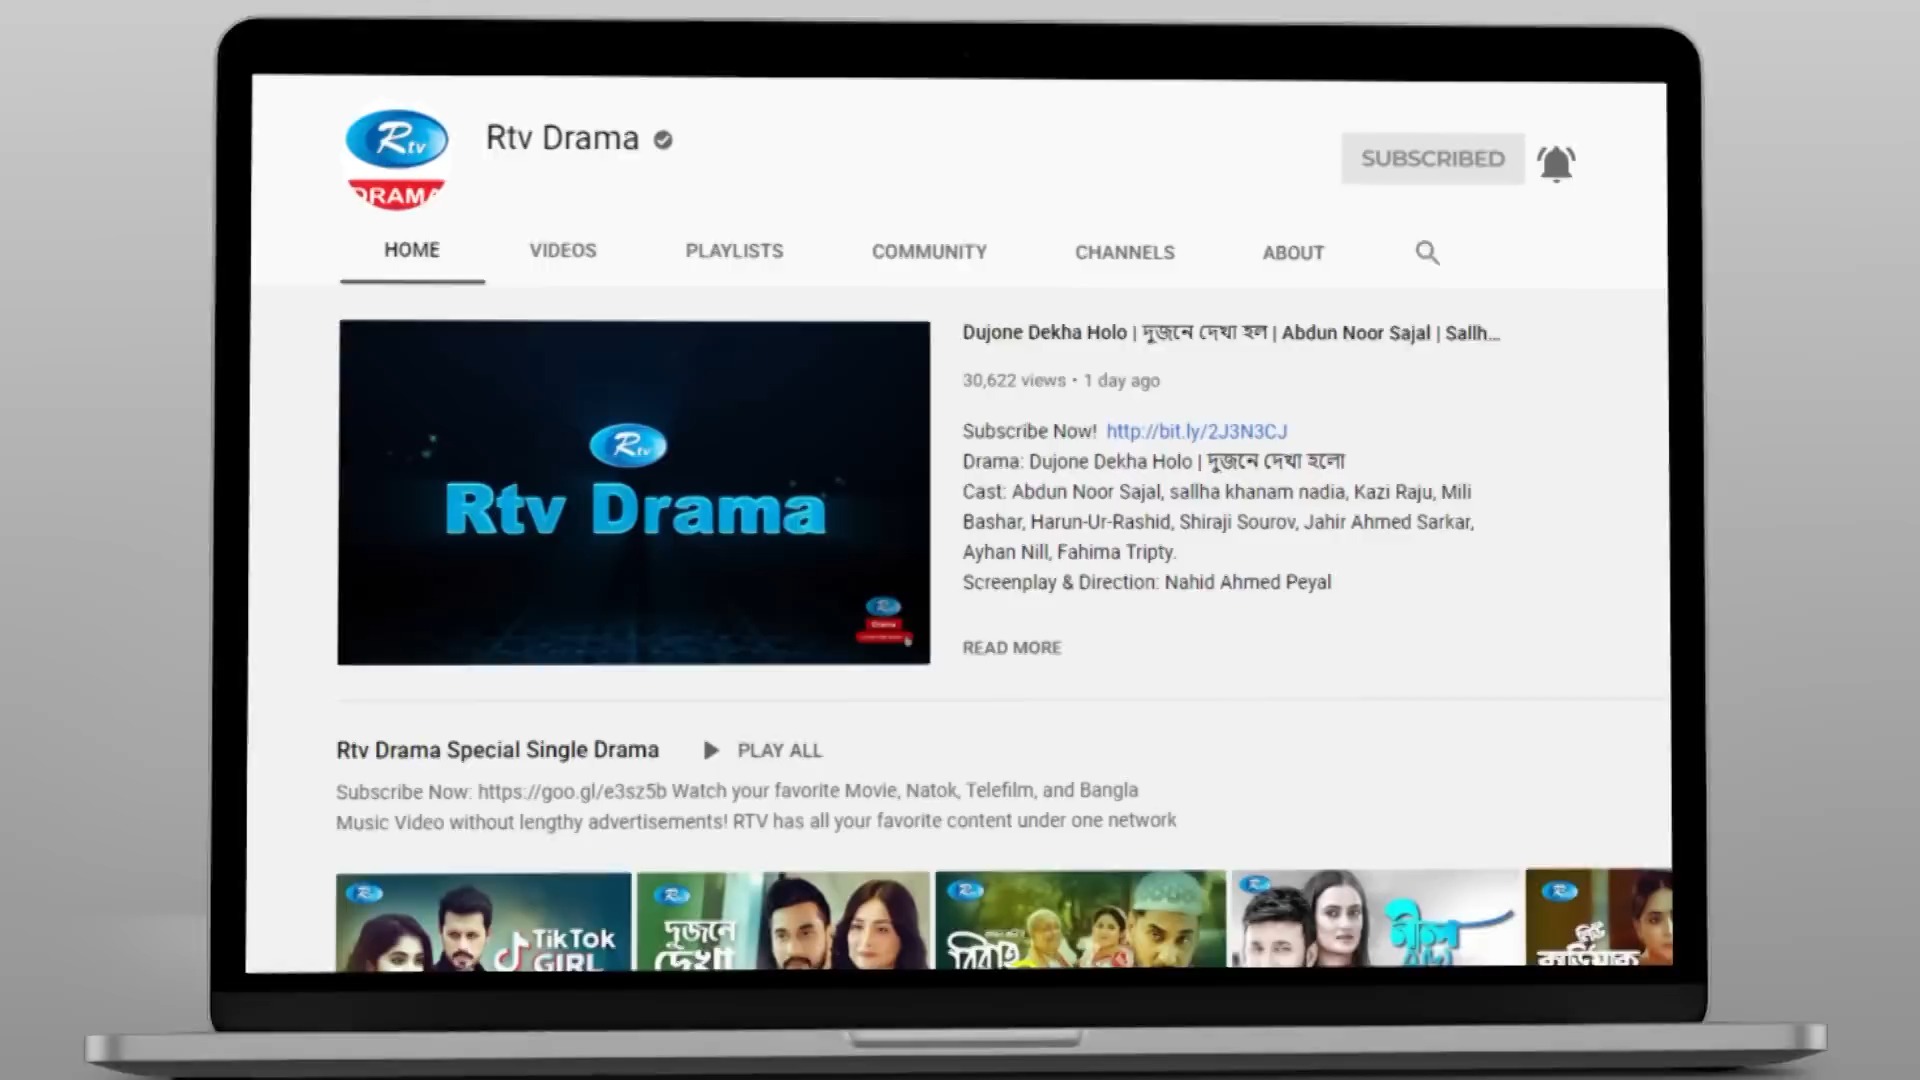 Rtv
DRAMA
Rtv Drama
SUBSCRIBED
HOME VIDEOS PLAYLISTS COMMUNITY CHANNELS ABOUT
Rtv
Rtv Drama
Dujone Dekha Holo | দুজনে দেখা হল | Abdun Noor Sajal | Sallh...
30,622 views • 1 day ago
Subscribe Now! http://bit.ly/2J3N3CJ
Drama: Dujone Dekha Holo | দুজনে দেখা হলো
Cast: Abdun Noor Sajal, sallha khanam nadia, Kazi Raju, Mili
Bashar, Harun-Ur-Rashid, Shiraji Sourov, Jahir Ahmed Sarkar,
Ayhan Nill, Fahima Tripty.
Screenplay & Direction: Nahid Ahmed Peyal
READ MORE
Rtv Drama Special Single Drama PLAY ALL
Subscribe Now: https://goo.gl/e3sz5b Watch your favorite Movie, Natok, Telefilm, and Bangla
Music Video without lengthy advertisements! RTV has all your favorite content under one network
TikTok
GIRL
দুজনে
দেখা
নীল